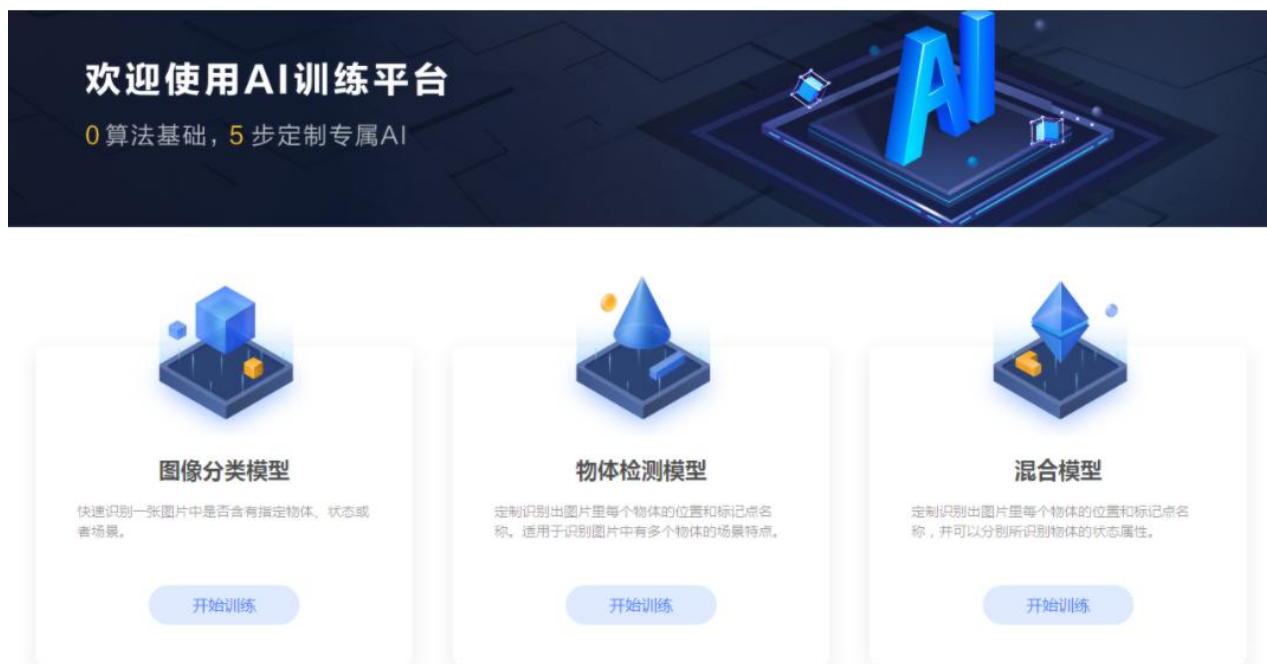 欢迎使用AI训练平台
0算法基础，5步定制专属AI
AI
图像分类模型
快速识别一张图片中是否含有指定物体、状态或
者场景。
开始训练
物体检测模型
定制识别出图片里每个物体的位置和标记点名
称。适用于识别图片中有多个物体的场景特点。
开始训练
混合模型
定制识别出图片里每个物体的位置和标记点名
称，并可以分别所识别物体的状态属性。
开始训练